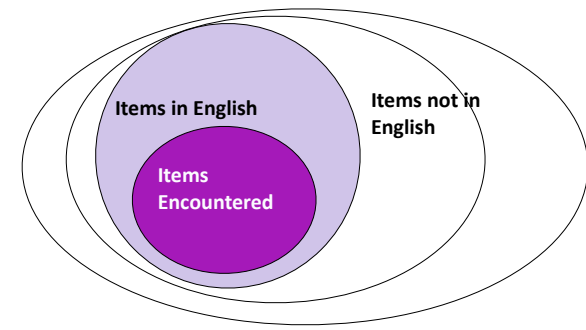 Items in English
Items not in
English
Items
Encountered